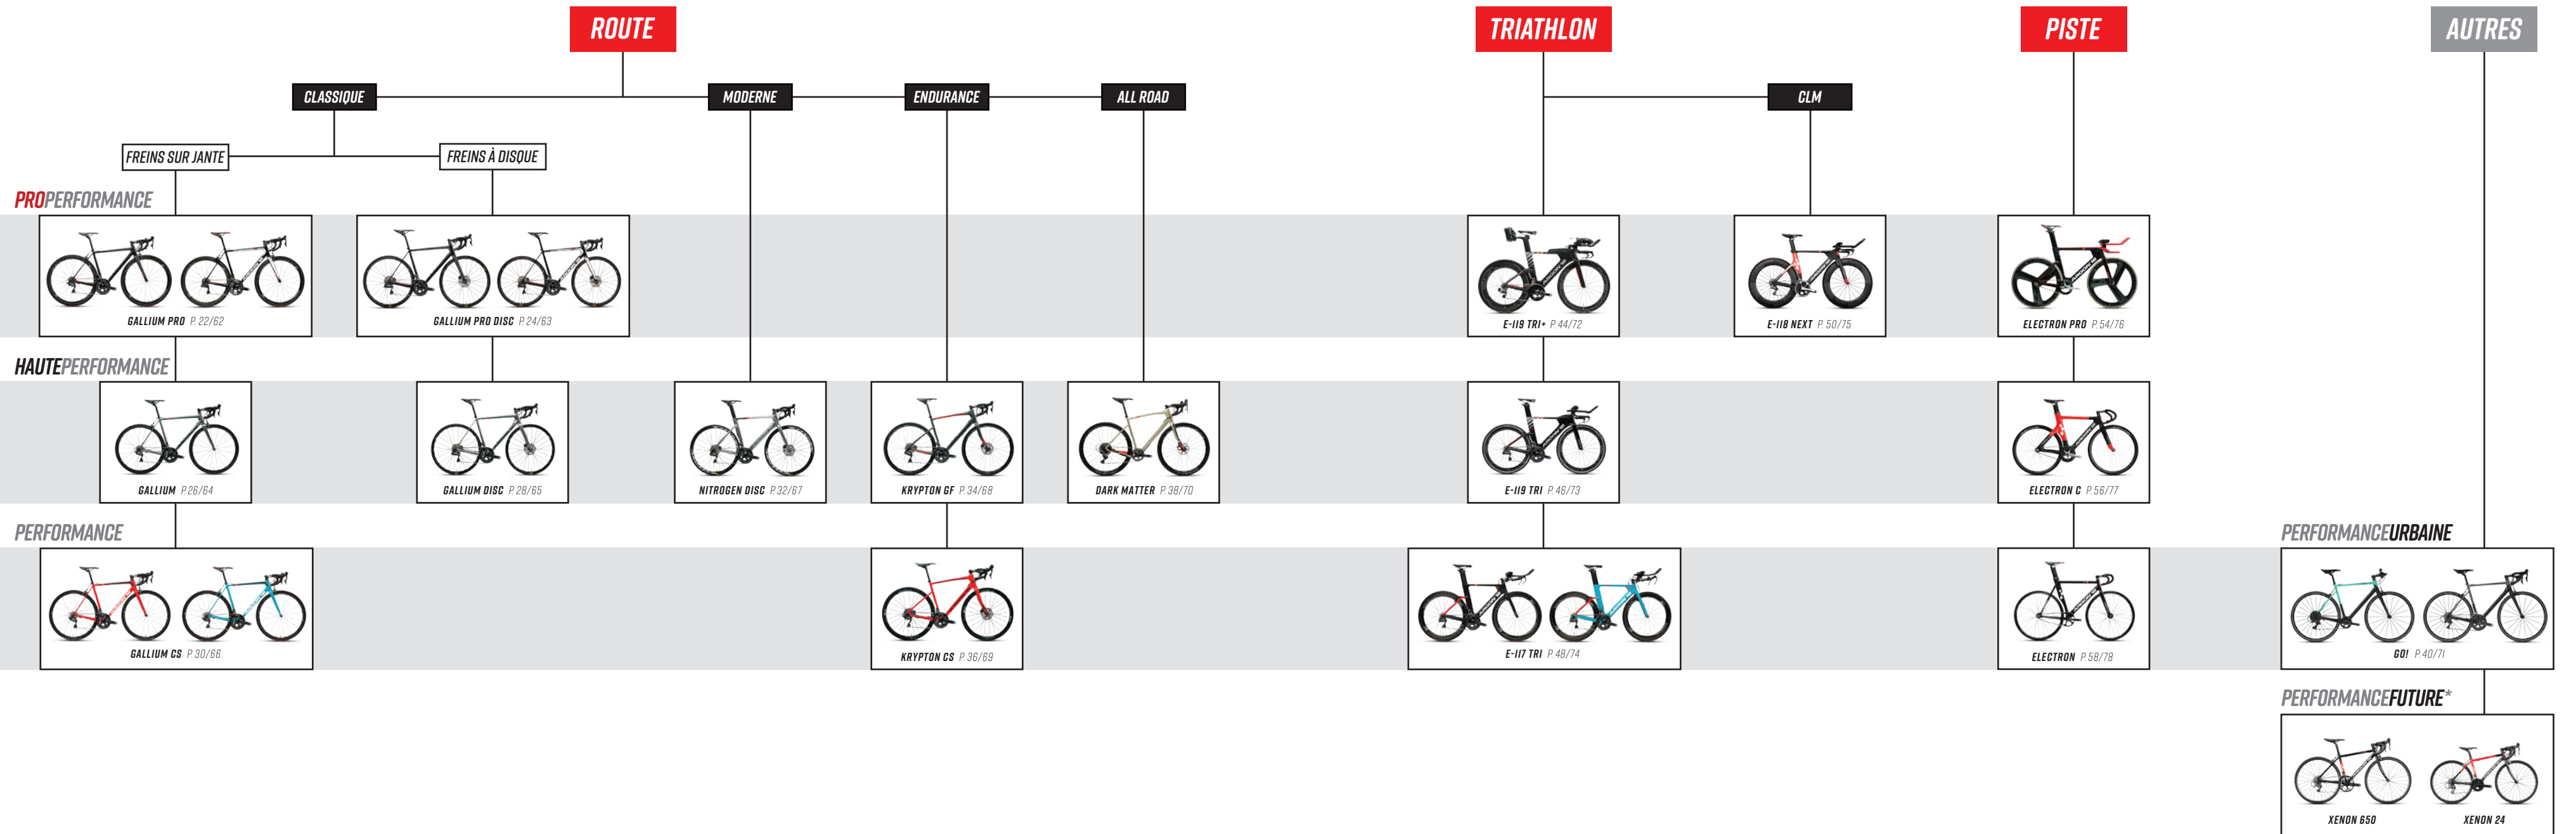 ROUTE
TRIATHLON
PISTE
AUTRES
CLASSIQUE
MODERNE
ENDURANCE
ALL ROAD
CLM
FREINS SUR JANTE
FREINS À DISQUE
PROPERFORMANCE
GALLIUM PRO P. 22/62
GALLIUM PRO DISC P. 24/63
E-119 TRI+ P. 44/72
E-118 NEXT P. 50/75
ELECTRON PRO P. 54/76
HAUTEPERFORMANCE
GALLIUM P.26/64
GALLIUM DISC P.28/65
NITROGEN DISC P.32/67
KRYPTON GF P.34/68
DARK MATTER P.38/70
E-119 TRI P.46/73
ELECTRON C P.56/77
PERFORMANCE
PERFORMANCEURBAINE
GALLIUM CS P.30/66
KRYPTON CS P.36/69
E-117 TRI P.48/74
ELECTRON P.58/78
GO! P.40/71
PERFORMANCEFUTURE*
XENON 650
XENON 24